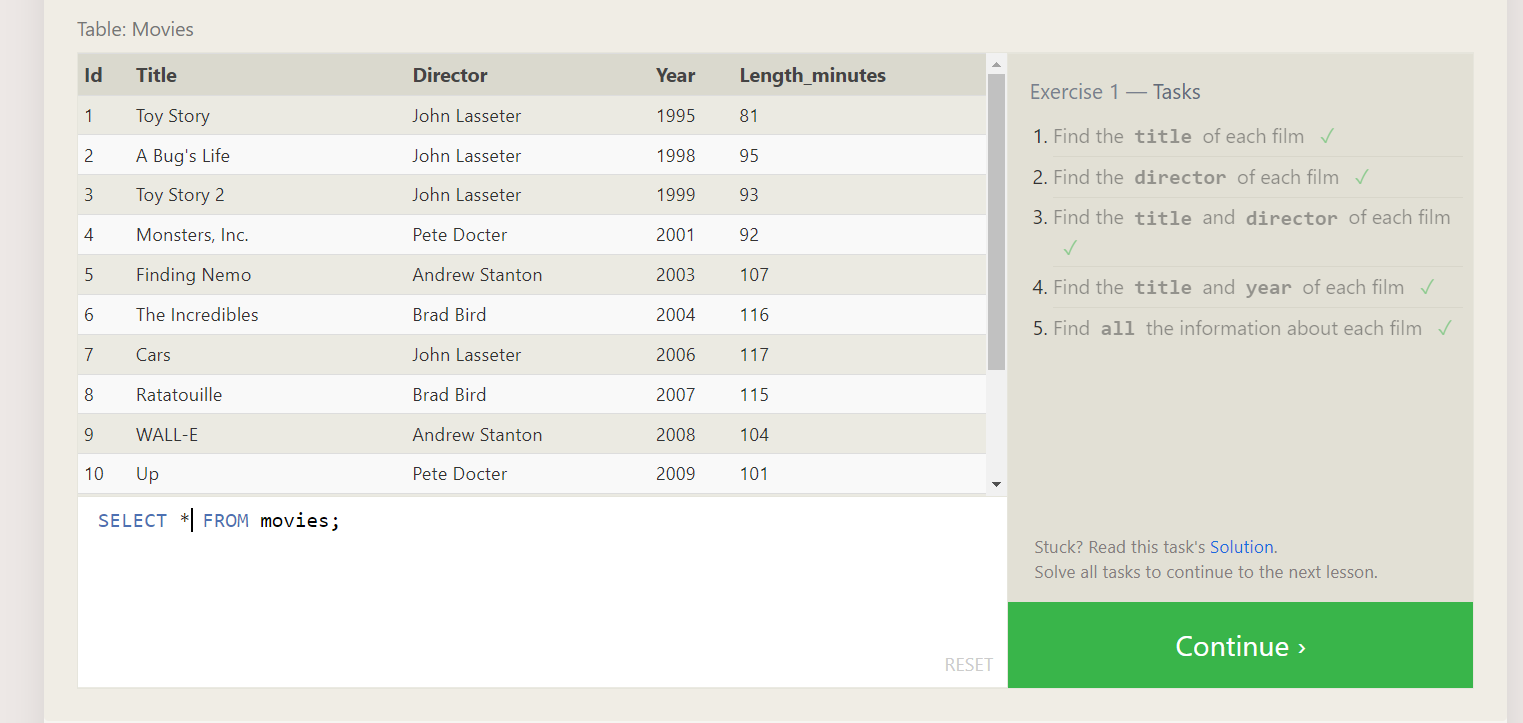 Table: Movies
Id Title Director Year Length_minutes
1 Toy Story John Lasseter 1995 81
2 A Bug's Life John Lasseter 1998 95
3 Toy Story 2 John Lasseter 1999 93
4 Monsters, Inc. Pete Docter 2001 92
5 Finding Nemo Andrew Stanton 2003 107
6 The Incredibles Brad Bird 2004 116
7 Cars John Lasseter 2006 117
8 Ratatouille Brad Bird 2007 115
9 WALL-E Andrew Stanton 2008 104
10 Up Pete Docter 2009 101
SELECT * FROM movies;
RESET
Exercise 1 — Tasks
1. Find the title of each film ✓
2. Find the director of each film ✓
3. Find the title and director of each film
✓
4. Find the title and year of each film ✓
5. Find all the information about each film ✓
Stuck? Read this task's Solution.
Solve all tasks to continue to the next lesson.
Continue ›